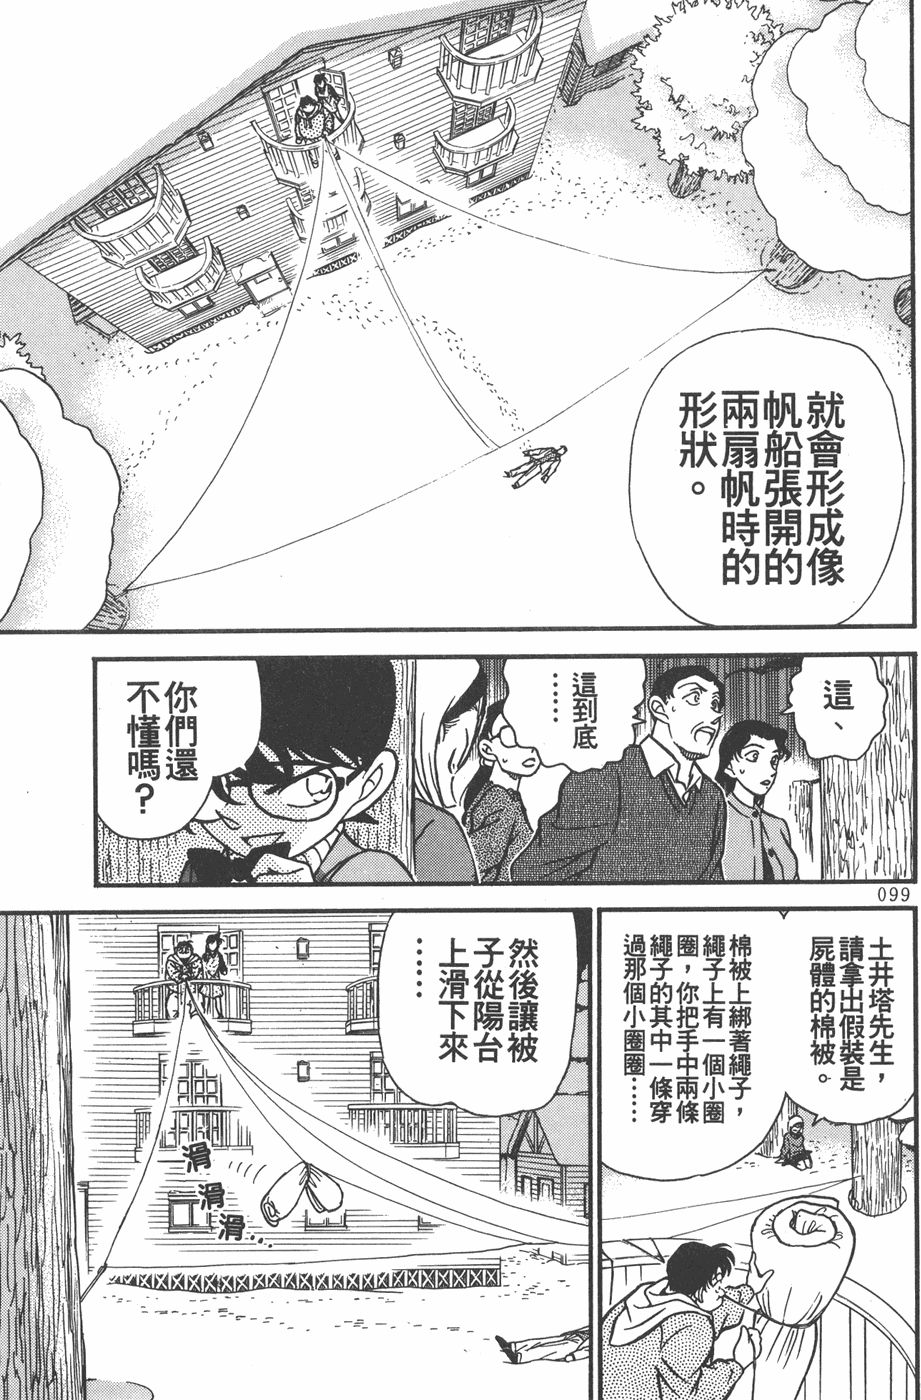 就會形成像
帆船張開的
兩扇帆時的
形狀。
這、
這到底
⋯⋯
你們還
不懂嗎？
099
土井塔先生，
請拿出假裝是
屍體的棉被。
棉被上綁著繩子，
繩子上有一個小圈
圈，你把手中兩條
繩子的其中一條穿
過那個小圈圈⋯⋯
然後讓被
子從陽台
上滑下來
⋯⋯
滑
滑
滑⋯